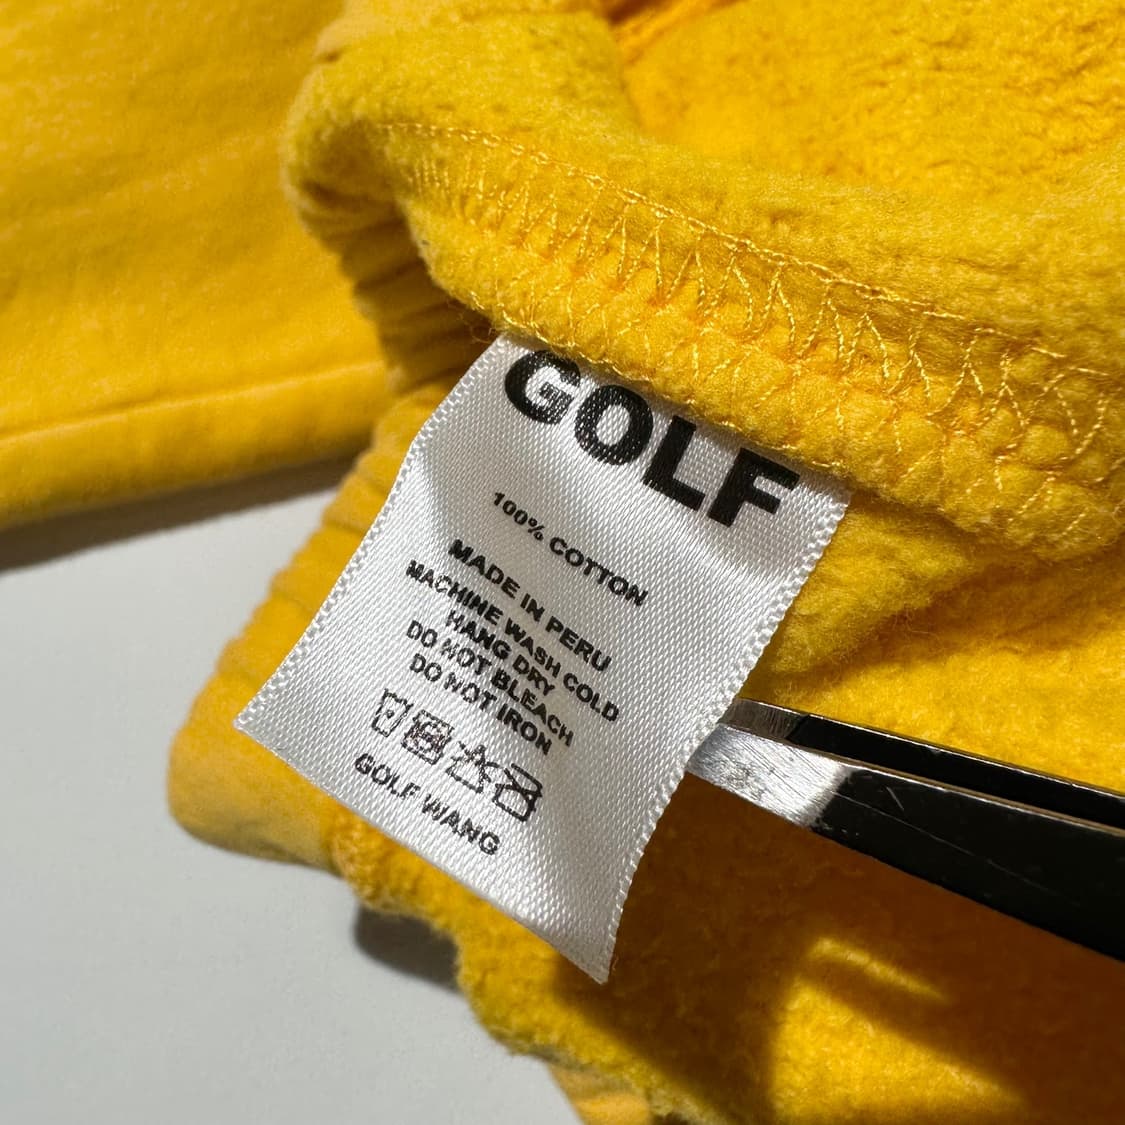 GOLF
100% COTTON
MADE IN PERU
MACHINE WASH COLD
HANG DRY
DO NOT BLEACH
DO NOT IRON
GOLF WANG